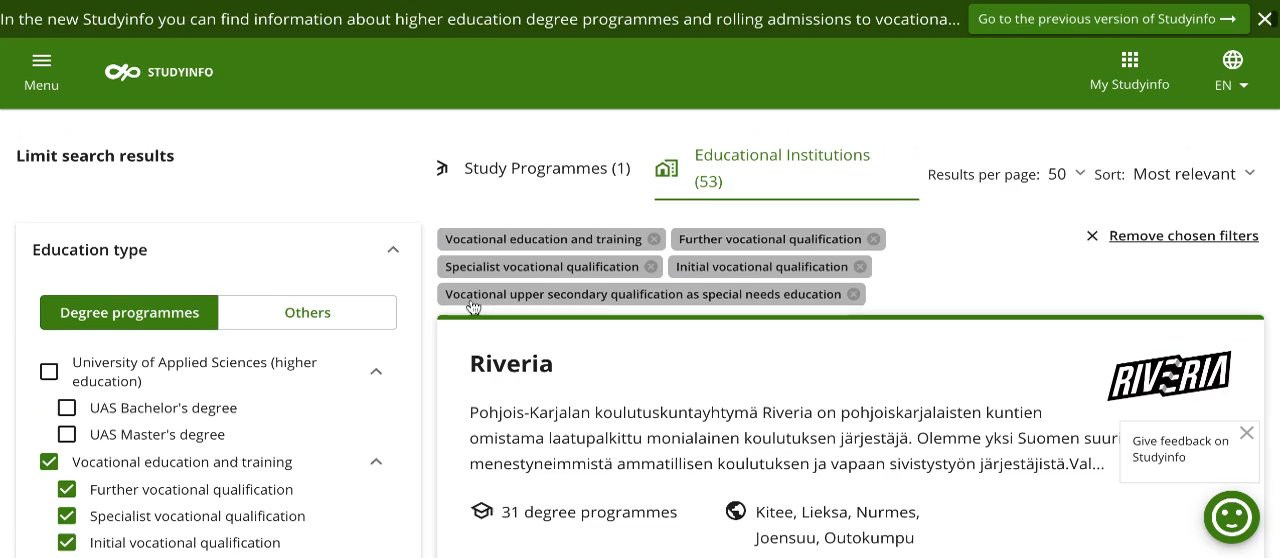 In the new Studyinfo you can find information about higher education degree programmes and rolling admissions to vocationa...
Go to the previous version of Studyinfo
Menu
STUDYINFO
My Studyinfo
EN
Limit search results
Study Programmes (1)
Educational Institutions
(53)
Results per page: 50
Sort: Most relevant
Education type
Degree programmes
Others
University of Applied Sciences (higher
education)
UAS Bachelor's degree
UAS Master's degree
Vocational education and training
Further vocational qualification
Specialist vocational qualification
Initial vocational qualification
Vocational education and training
Further vocational qualification
Specialist vocational qualification
Initial vocational qualification
Vocational upper secondary qualification as special needs education
Remove chosen filters
Riveria
RIVERIA
Pohjois-Karjalan koulutuskuntayhtymä Riveria on pohjoiskarjalaisten kuntien
omistama laatupalkittu monialainen koulutuksen järjestäjä. Olemme yksi Suomen suuri
menestyneimmistä ammatillisen koulutuksen ja vapaan sivistystyön järjestäjistä.Val...
31 degree programmes
Kitee, Lieksa, Nurmes,
Joensuu, Outokumpu
Give feedback on
Studyinfo